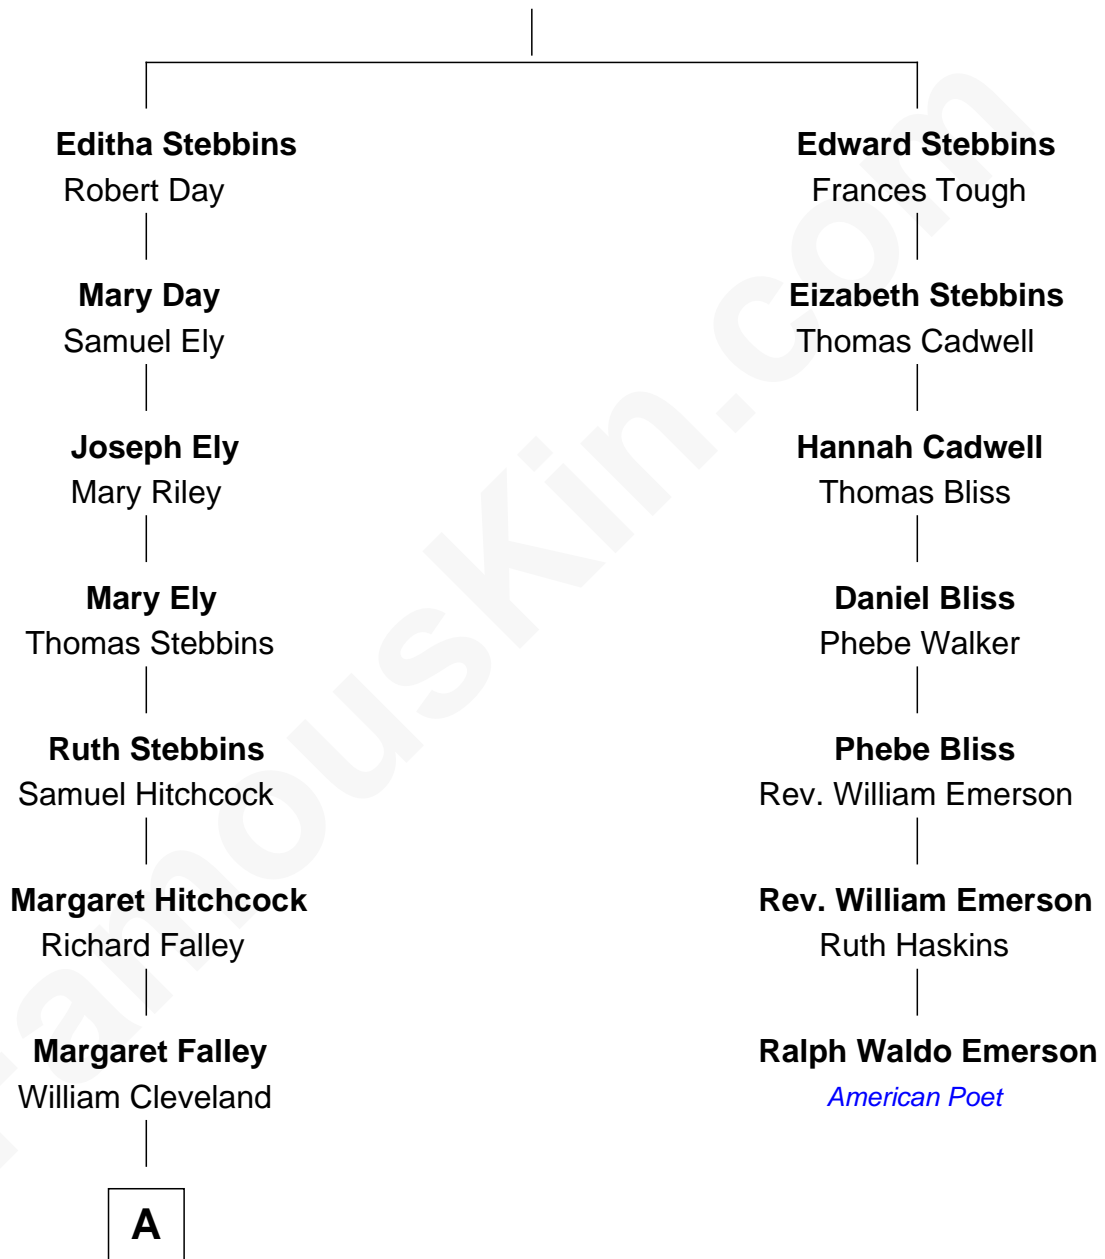 Editha Stebbins
Robert Day
Edward Stebbins
Frances Tough
Mary Day
Samuel Ely
Eizabeth Stebbins
Thomas Cadwell
Joseph Ely
Mary Riley
Hannah Cadwell
Thomas Bliss
Mary Ely
Thomas Stebbins
Daniel Bliss
Phebe Walker
Ruth Stebbins
Samuel Hitchcock
Phebe Bliss
Rev. William Emerson
Margaret Hitchcock
Richard Falley
Rev. William Emerson
Ruth Haskins
Margaret Falley
William Cleveland
Ralph Waldo Emerson
American Poet
A
FamousKin.com